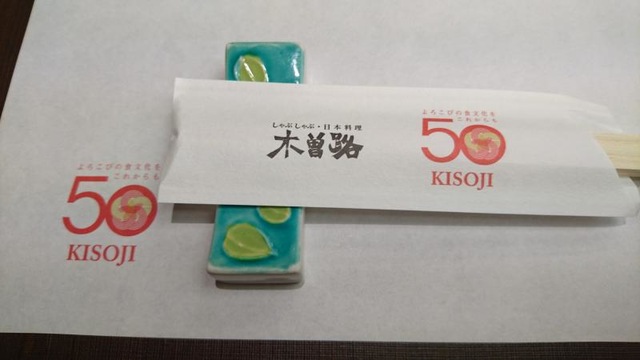 しゃぶしゃぶ・日本料理
木曽路
よろこびの食文化を
これからも
50
KISOJI
よろこびの食文化を
これからも
50
KISOJI